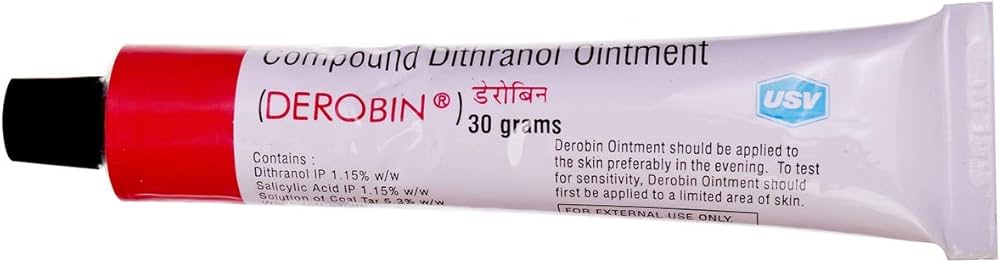 Compound Dithranol Ointment
(DEROBIN®) डेरोबिन
30 grams
USV
Contains :
Dithranol IP 1.15% w/w
Salicylic Acid IP 1.15% w/w
Solution of Coal Tar 5.3% w/w
Derobin Ointment should be applied to
the skin preferably in the evening. To test
for sensitivity, Derobin Ointment should
first be applied to a limited area of skin.
FOR EXTERNAL USE ONLY.